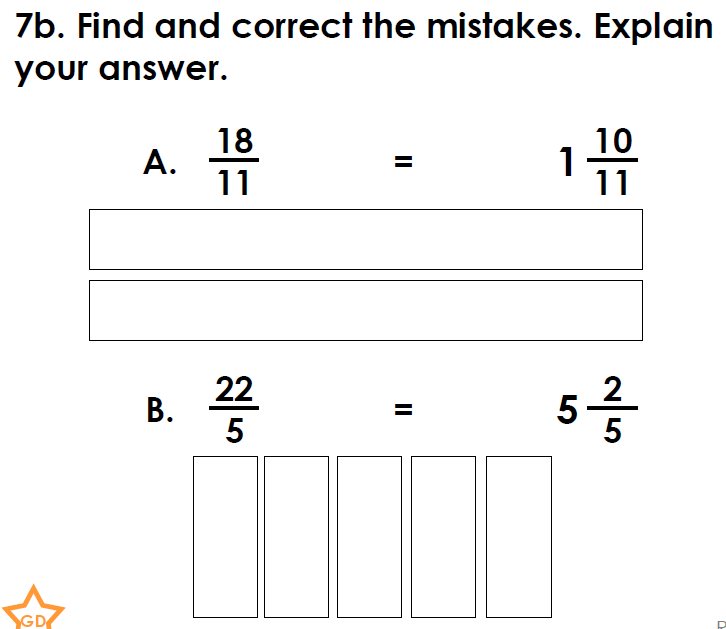 7b. Find and correct the mistakes. Explain
your answer.
A. 18/11 = 1 10/11
B. 22/5 = 5 2/5
GD